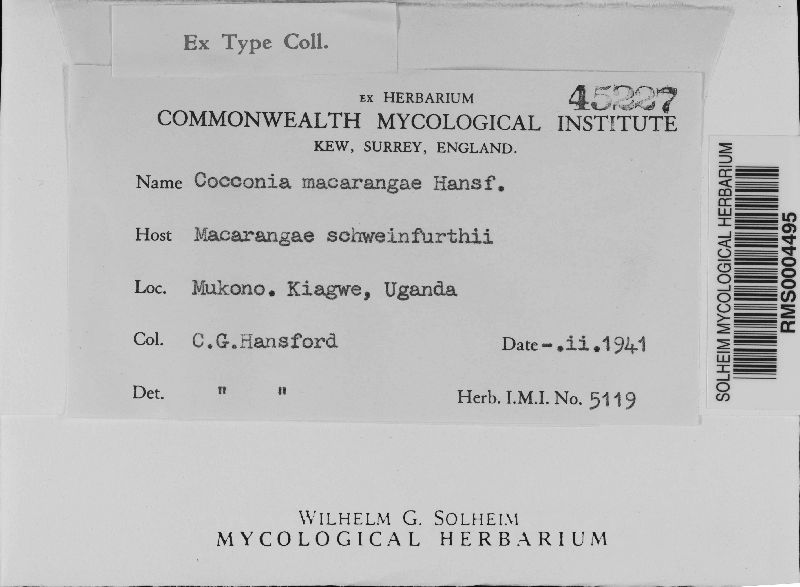 Ex Type Coll.
EX HERBARIUM
45227
COMMONWEALTH MYCOLOGICAL INSTITUTE
KEW, SURREY, ENGLAND.
Name Cocconia macarangae Hansf.
Host Macarangae schweinfurthii
Loc. Mukono. Kiagwe, Uganda
Col. C.G.Hansford Date -.ii.1941
Det. " " Herb. I.M.I. No. 5119
WILHELM G. SOLHEIM
MYCOLOGICAL HERBARIUM
SOLHEIM MYCOLOGICAL HERBARIUM
RMS0004495